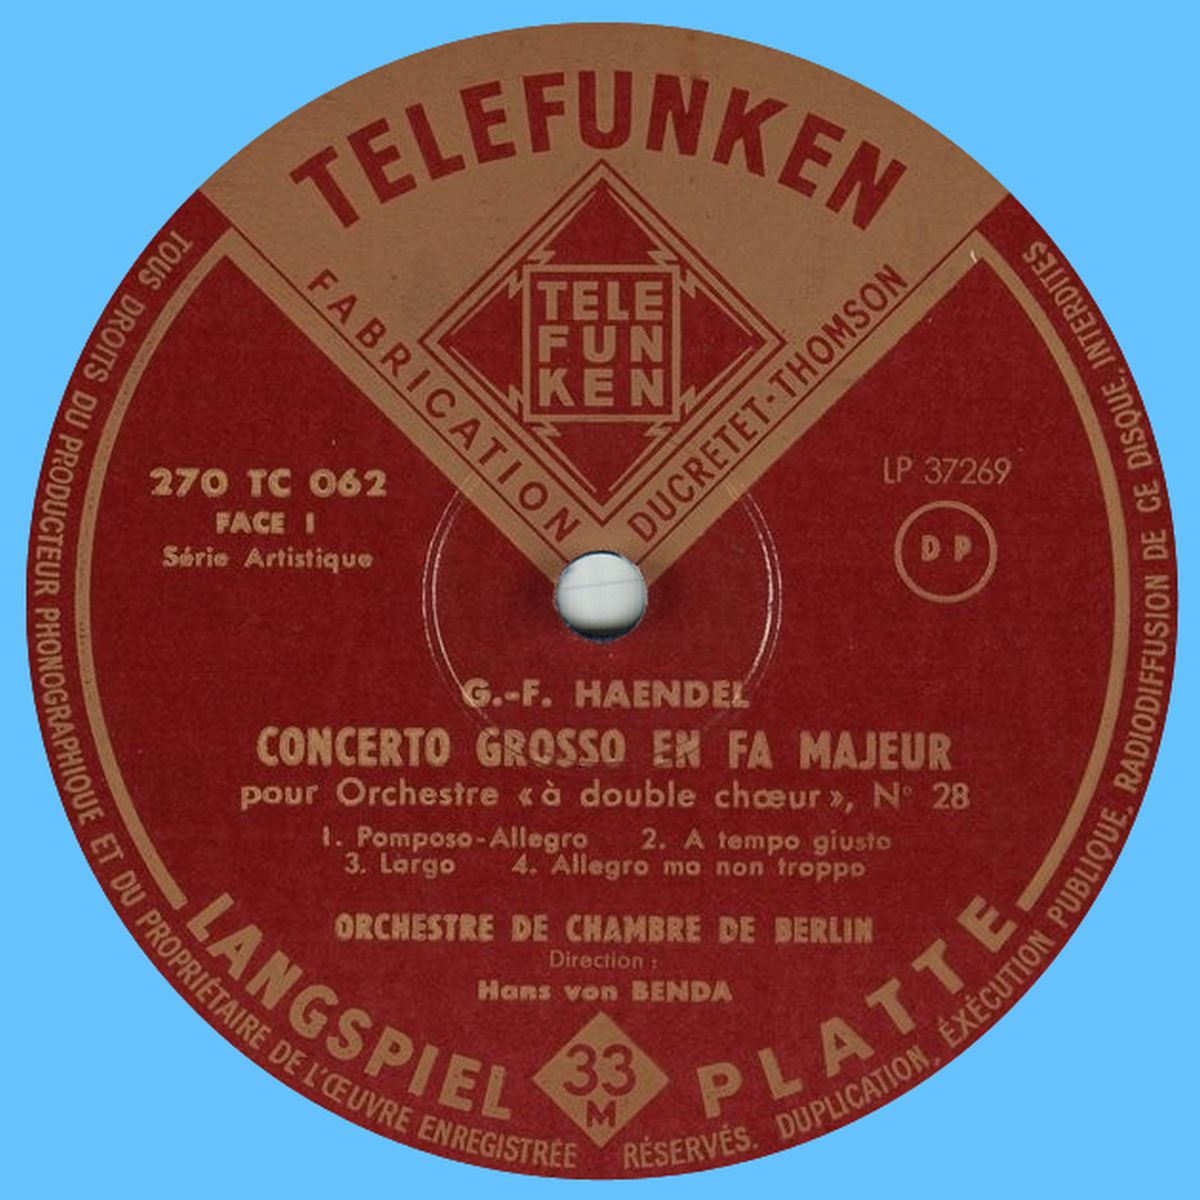 TELEFUNKEN
FABRICATION DUCRETET-THOMSON
TELE
FUN
KEN
270 TC 062
FACE 1
Série Artistique
LP 37269
D P
G.-F. HAENDEL
CONCERTO GROSSO EN FA MAJEUR
pour Orchestre «à double chœur», N° 28
1. Pomposo-Allegro 2. A tempo giusto
3. Largo 4. Allegro ma non troppo
ORCHESTRE DE CHAMBRE DE BERLIN
Direction :
Hans von BENDA
LANGSPIEL PLATTE
33
M
TOUS DROITS DU PRODUCTEUR PHONOGRAPHIQUE ET DU PROPRIÉTAIRE DE L'ŒUVRE ENREGISTRÉE RÉSERVÉS. DUPLICATION, ÉXÉCUTION PUBLIQUE, RADIODIFFUSION DE CE DISQUE, INTERDITES